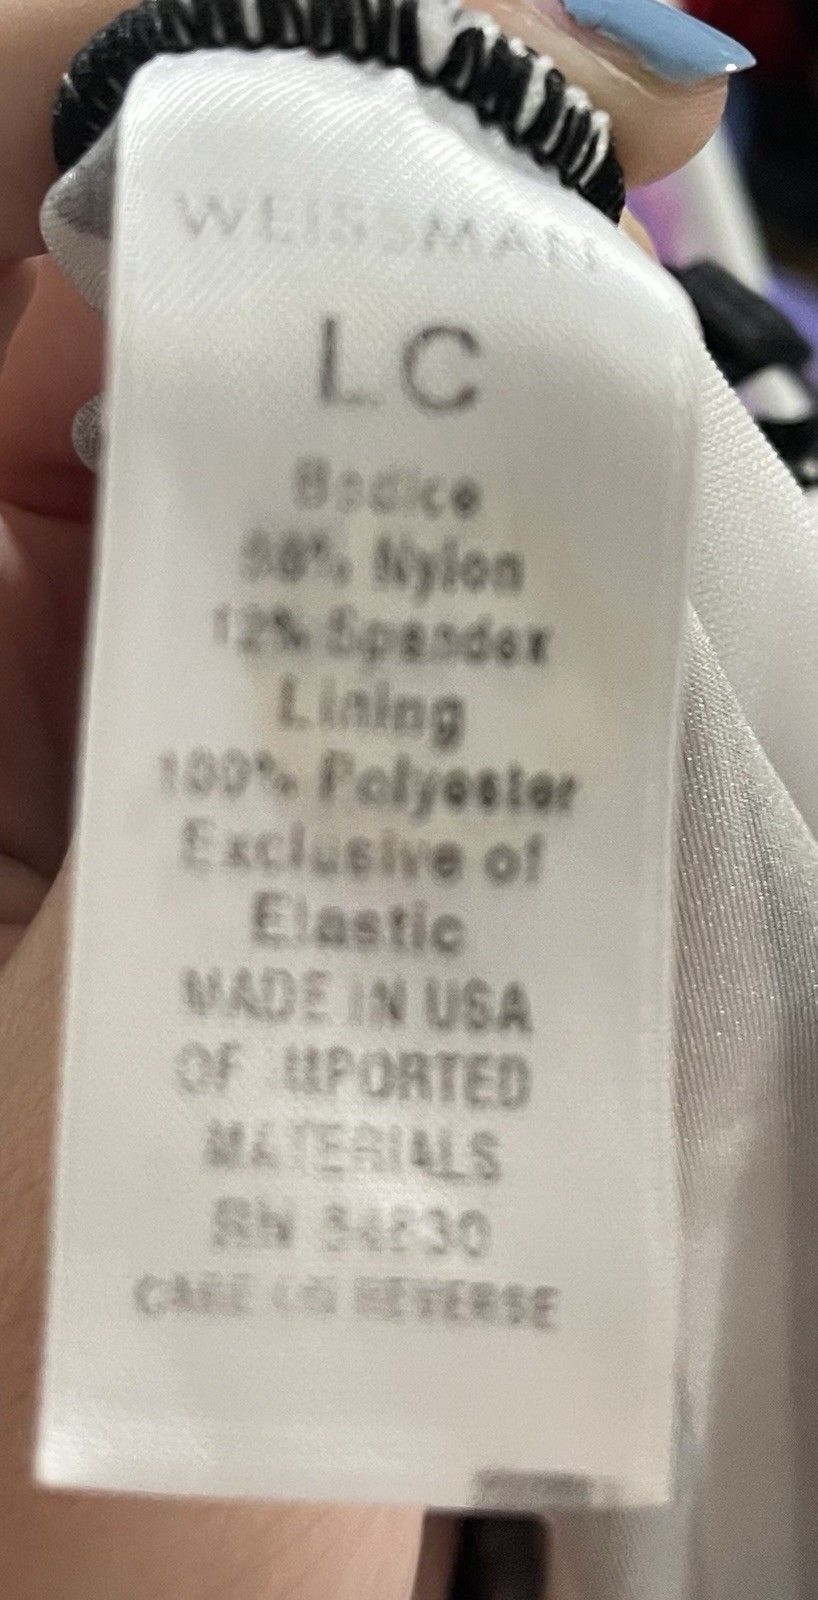 WEISSMAN
LC
Bodice
88% Nylon
12% Spandex
Lining
100% Polyester
Exclusive of
Elastic
MADE IN USA
OF IMPORTED
MATERIALS
RN
CARE ON REVERSE